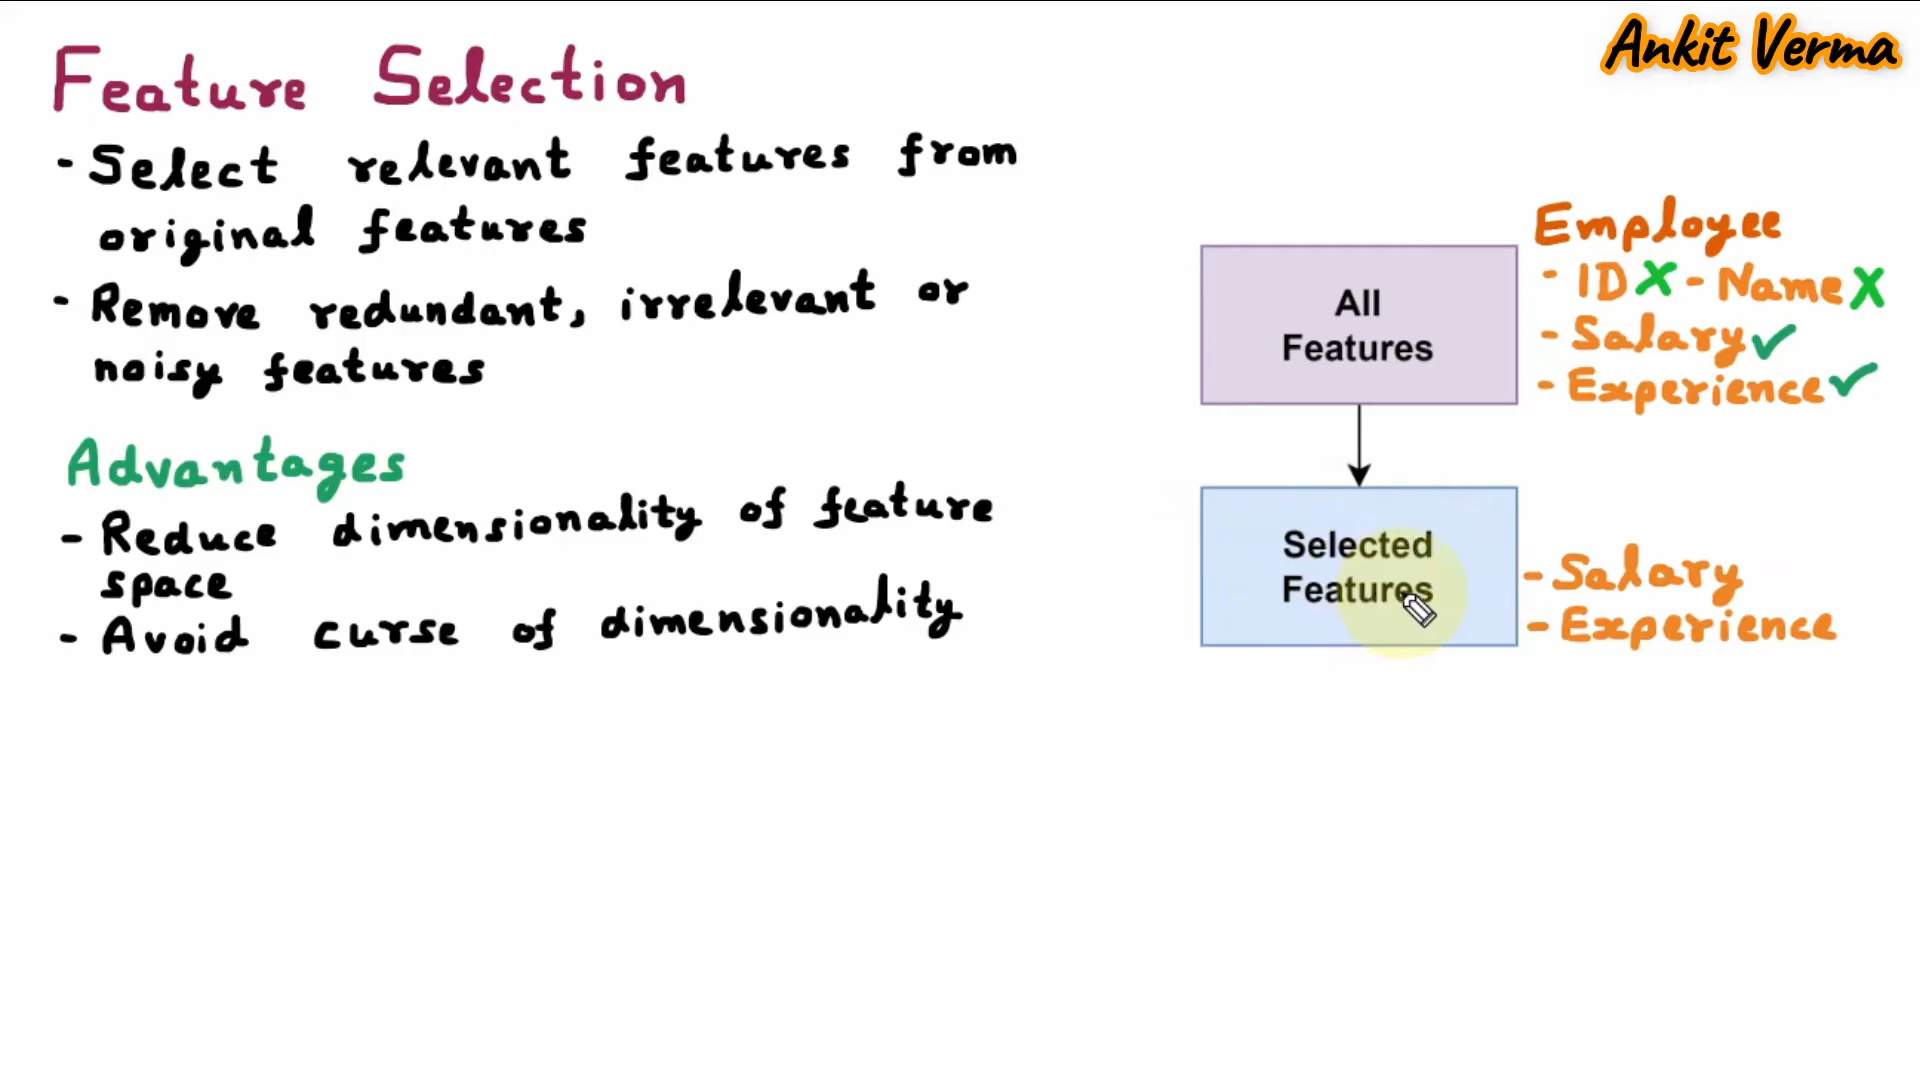 Ankit Verma
Feature Selection
- Select relevant features from
original features
- Remove redundant, irrelevant or
noisy features
Advantages
- Reduce dimensionality of feature
space
- Avoid curse of dimensionality
All
Features
Employee
- ID X - Name X
- Salary ✓
- Experience ✓
Selected
Features
- Salary
- Experience